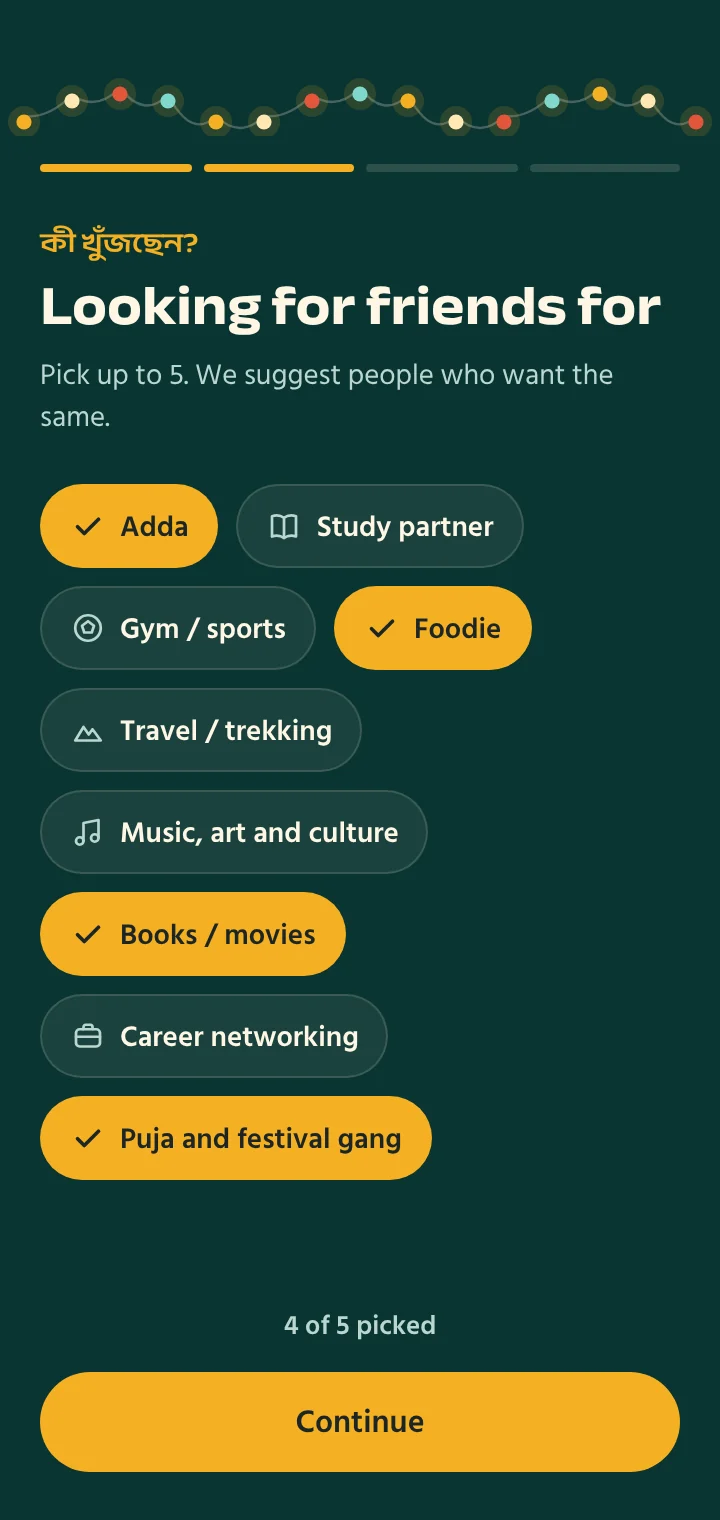 কী খুঁজছেন?
Looking for friends for
Pick up to 5. We suggest people who want the
same.
Adda
Study partner
Gym / sports
Foodie
Travel / trekking
Music, art and culture
Books / movies
Career networking
Puja and festival gang
4 of 5 picked
Continue